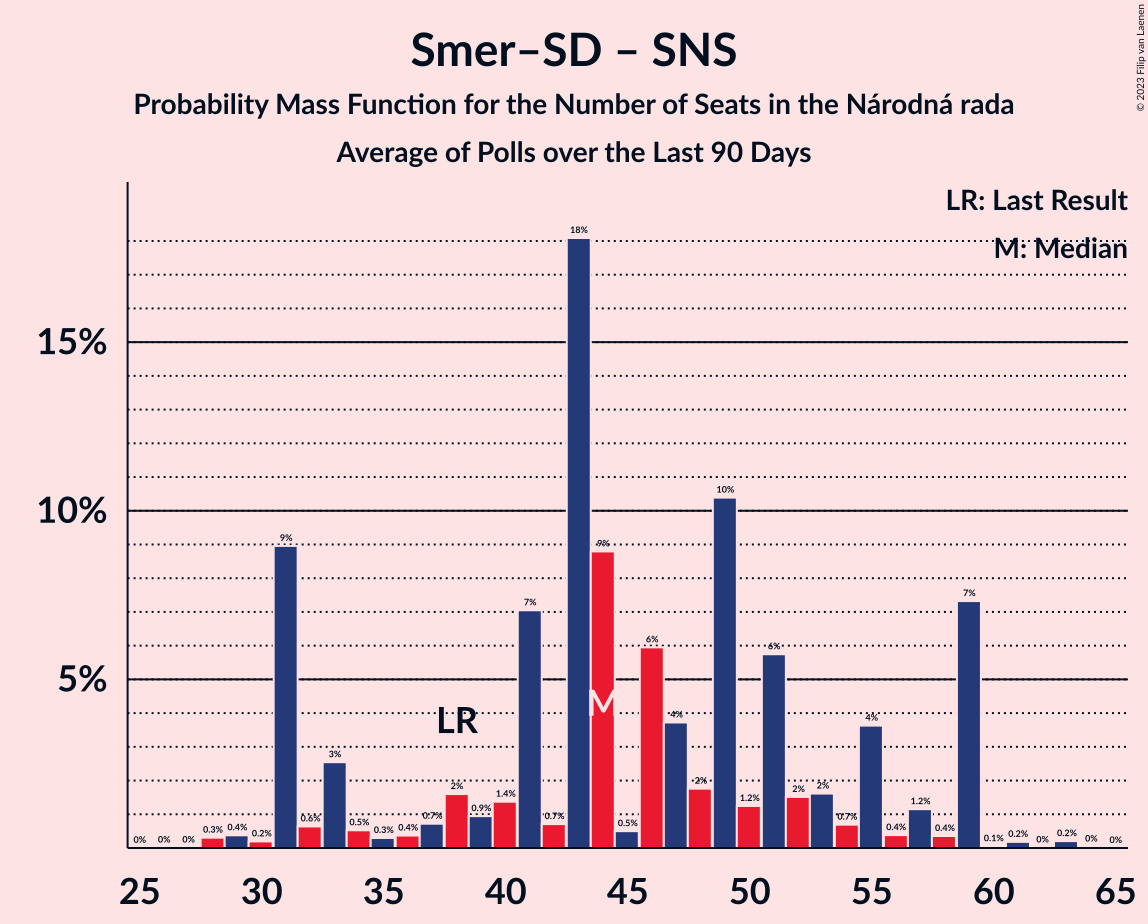 Smer–SD – SNS
Probability Mass Function for the Number of Seats in the Národná rada
Average of Polls over the Last 90 Days
© 2023 Filip van Laenen
LR: Last Result
M: Median
15%
10%
5%
0% 0% 0% 0.3% 0.4% 0.2% 9% 0.6% 3% 0.5% 0.3% 0.4% 0.7% 2% 0.9% 1.4% 7% 0.7% 18% 9% 0.5% 6% 4% 2% 10% 1.2% 6% 2% 2% 0.7% 4% 0.4% 1.2% 0.4% 7% 0.1% 0.2% 0% 0.2% 0% 0%
LR
M
25 30 35 40 45 50 55 60 65